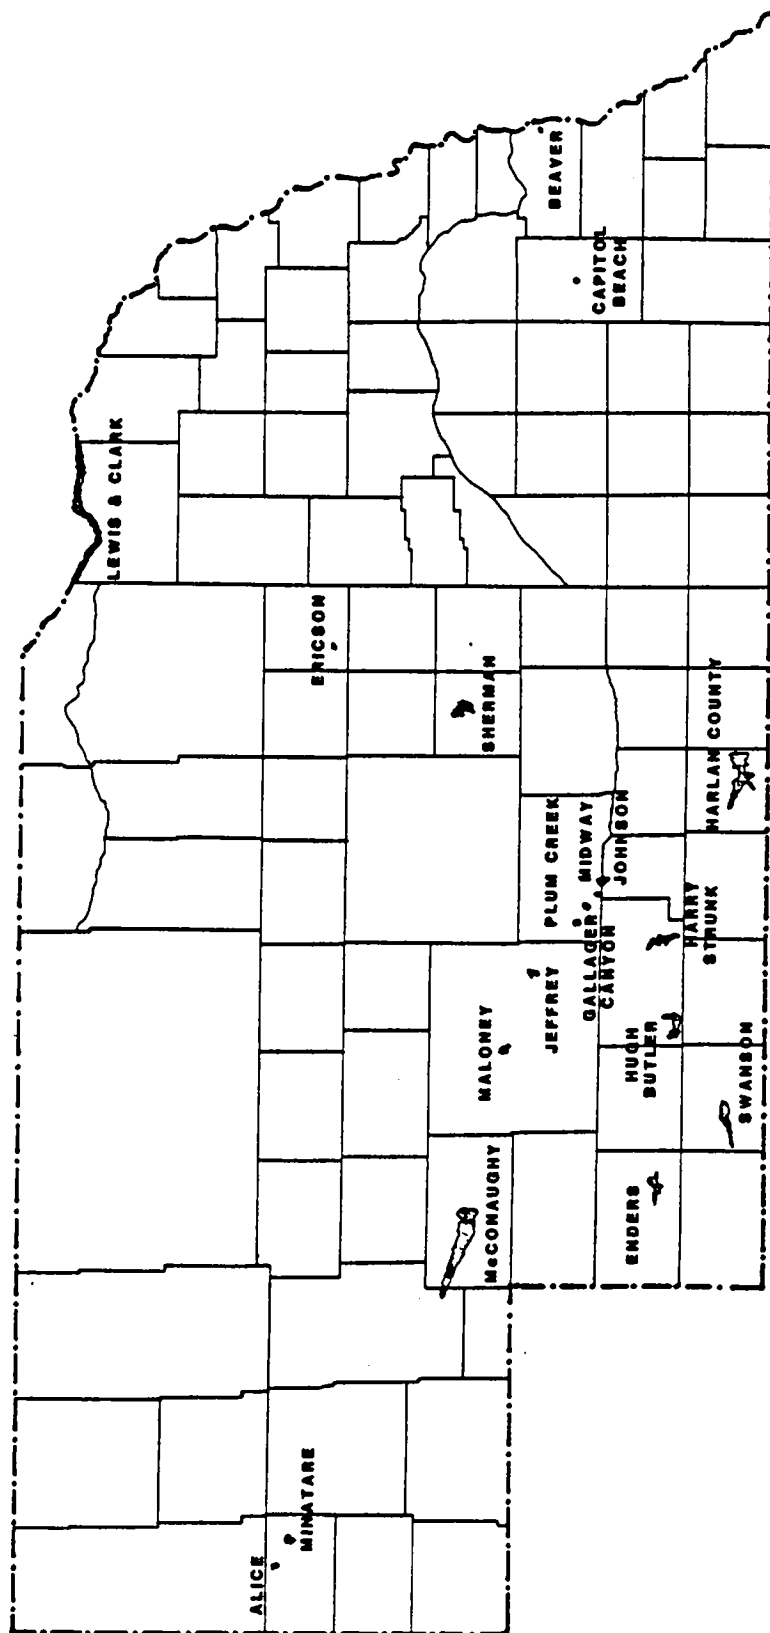 LEWIS & CLARK
ALICE
MINATARE
ERICSON
McCONAUGHY
SHERMAN
MALONEY
JEFFREY
PLUM CREEK
GALLAGER
CANYON
MIDWAY
JOHNSON
BEAVER
CAPITOL
BEACH
ENDERS
HUGH
BUTLER
HARRY
STRUNK
SWANSON
HARLAN COUNTY